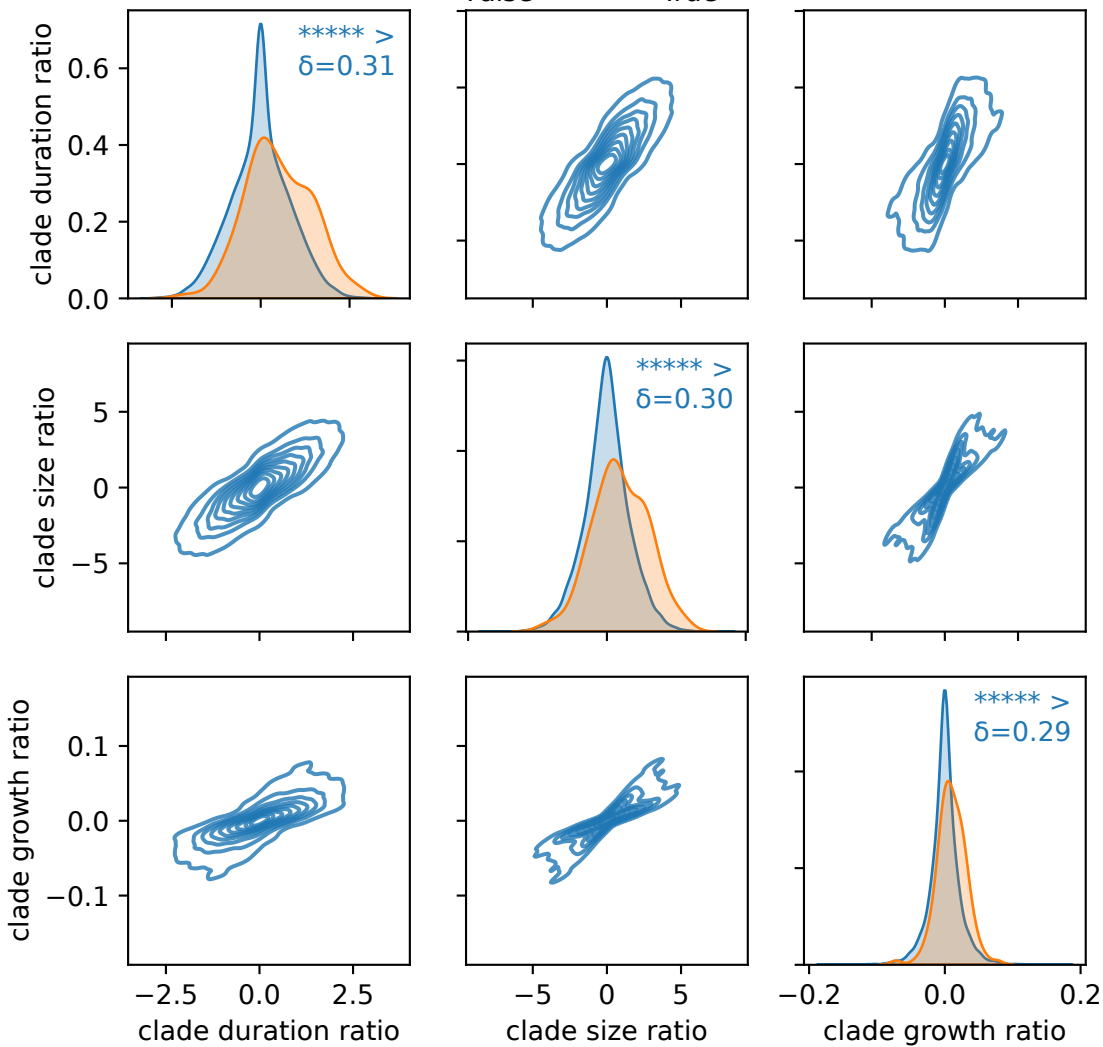 ***** >
δ=0.31
0.6
0.4
0.2
0.0
clade duration ratio
***** >
δ=0.30
5
0
−5
clade size ratio
***** >
δ=0.29
0.1
0.0
−0.1
clade growth ratio
−2.5 0.0 2.5
−5 0 5
−0.2 0.0 0.2
clade duration ratio
clade size ratio
clade growth ratio